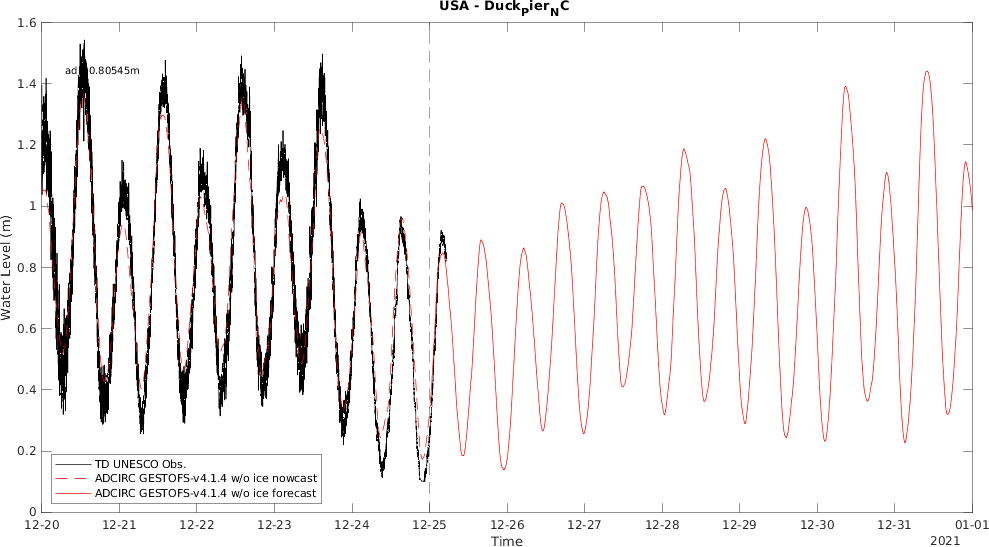 USA - DuckPierNC
1.6
1.4
1.2
1
0.8
0.6
0.4
0.2
0
Water Level (m)
0.80545m
TD UNESCO Obs.
ADCIRC GESTOFS-v4.1.4 w/o ice nowcast
ADCIRC GESTOFS-v4.1.4 w/o ice forecast
12-20 12-21 12-22 12-23 12-24 12-25 12-26 12-27 12-28 12-29 12-30 12-31 01-01
Time
2021